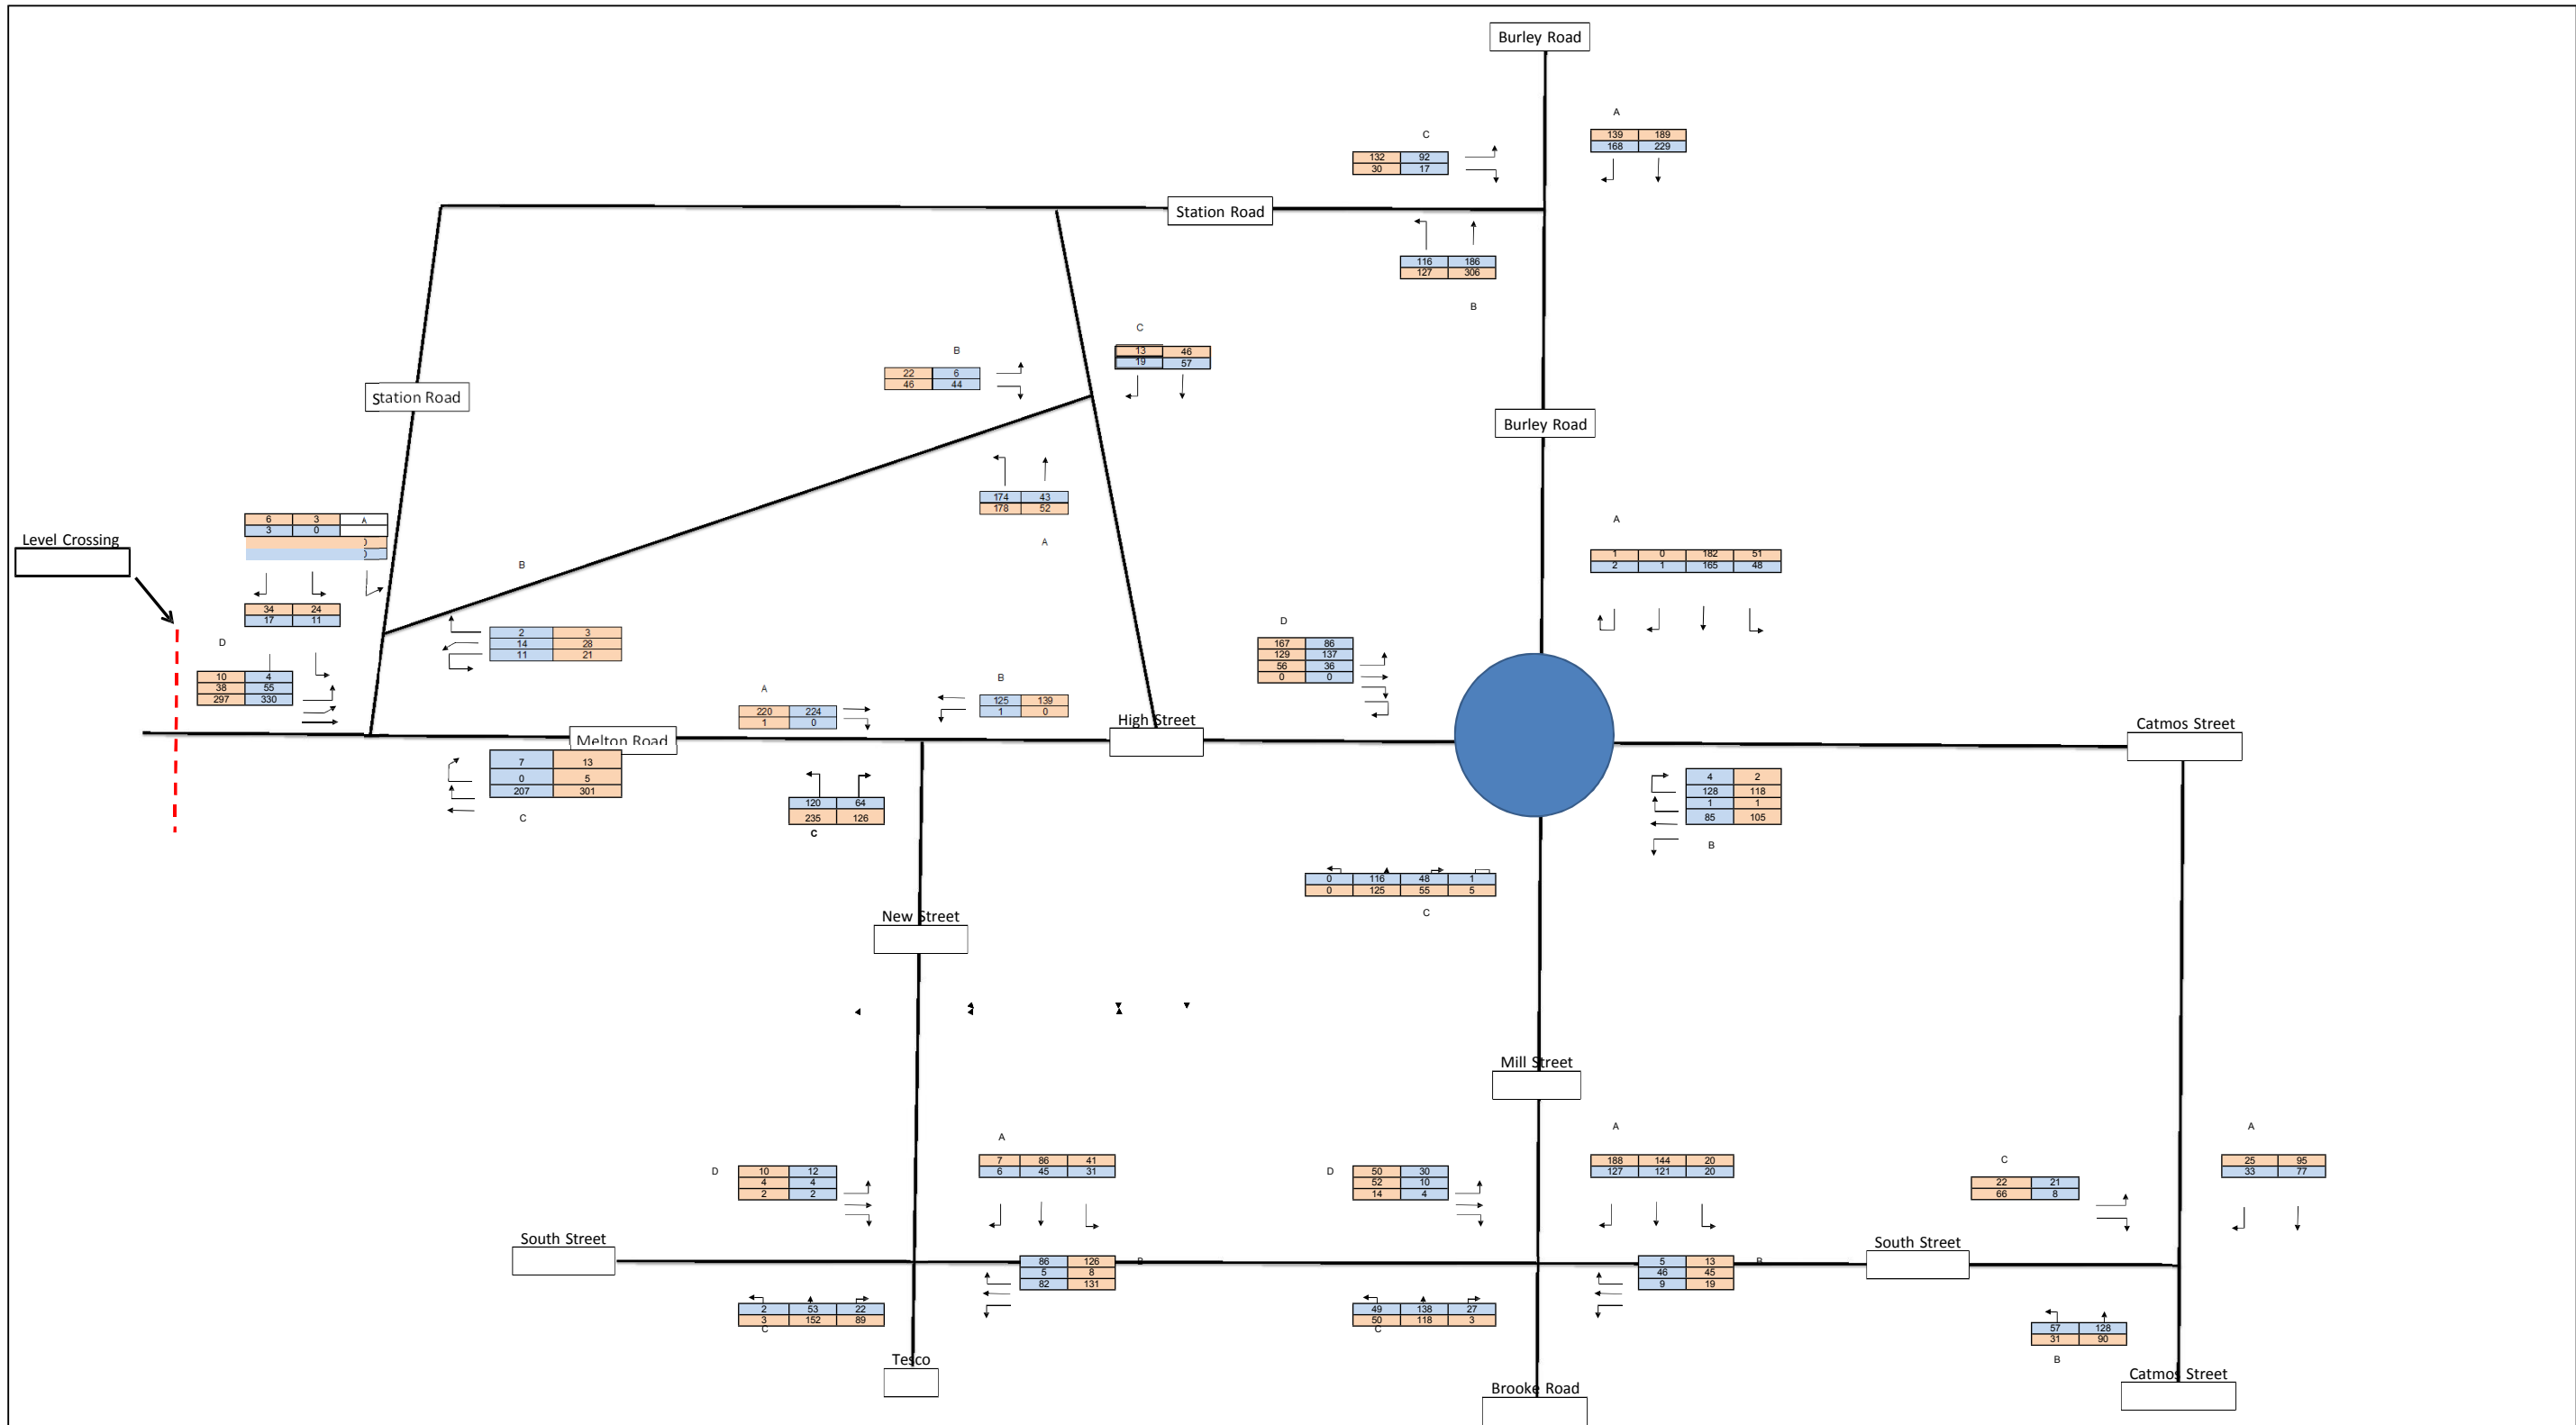 Burley Road
A
139 189
168 229
C
132 92
30 17
Station Road
116 186
127 306
B
C
13 46
19 57
B
22 6
46 44
Station Road
Burley Road
174 43
178 52
A
A
1 0 182 51
2 1 165 48
6 3 A
3 0
0
0
Level Crossing
B
34 24
17 11
D
10 4
38 55
297 330
2 3
14 28
11 21
D
167 86
129 137
56 36
0 0
A
220 224
1 0
B
125 139
1 0
High Street
Catmos Street
Melton Road
7 13
0 5
207 301
C
120 64
235 126
C
4 2
128 118
1 1
85 105
B
0 116 48 1
0 125 55 5
C
New Street
Mill Street
A
7 86 41
6 45 31
D
10 12
4 4
2 2
D
50 30
52 10
14 4
A
188 144 20
127 121 20
C
22 21
66 8
A
25 95
33 77
South Street
86 126 B
5 8
82 131
5 13 B
46 45
9 19
South Street
2 53 22
3 152 89
C
49 138 27
50 118 3
C
57 128
31 90
B
Tesco
Brooke Road
Catmos Street